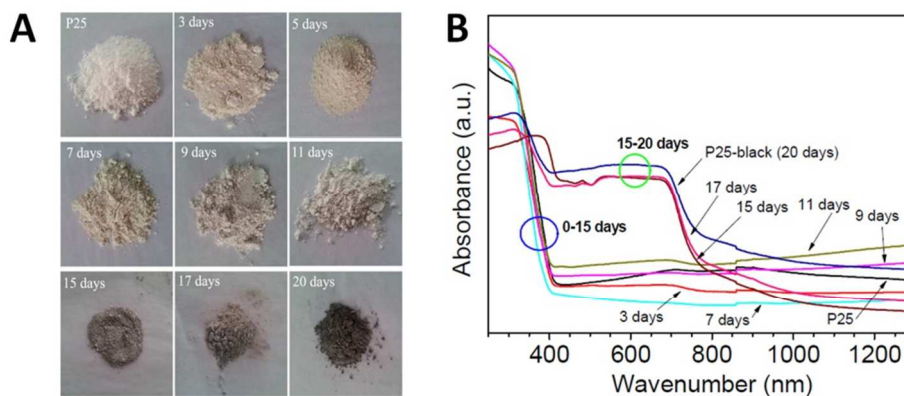 A
P25
3 days
5 days
7 days
9 days
11 days
15 days
17 days
20 days
B
Absorbance (a.u.)
15-20 days
P25-black (20 days)
17 days
15 days
11 days
9 days
0-15 days
3 days
7 days
P25
400
600
800
1000
1200
Wavenumber (nm)